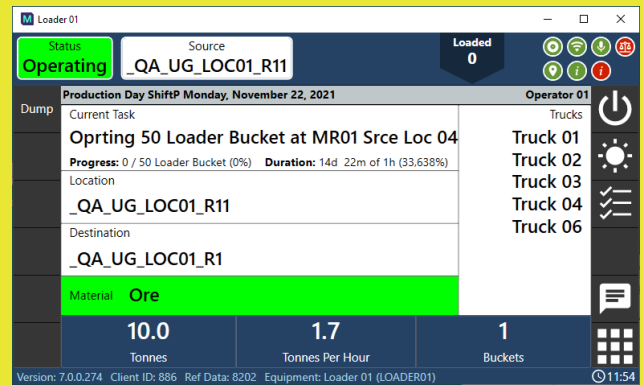 M Loader 01
Status
Operating
Source
_QA_UG_LOC01_R11
Loaded
0
Production Day ShiftP Monday, November 22, 2021 Operator 01
Dump
Current Task
Oprting 50 Loader Bucket at MR01 Srce Loc 04
Progress: 0 / 50 Loader Bucket (0%) Duration: 14d 22m of 1h (33,638%)
Location
_QA_UG_LOC01_R11
Destination
_QA_UG_LOC01_R1
Material Ore
Trucks
Truck 01
Truck 02
Truck 03
Truck 04
Truck 06
10.0
Tonnes
1.7
Tonnes Per Hour
1
Buckets
Version: 7.0.0.274 Client ID: 886 Ref Data: 8202 Equipment: Loader 01 (LOADER01) 11:54